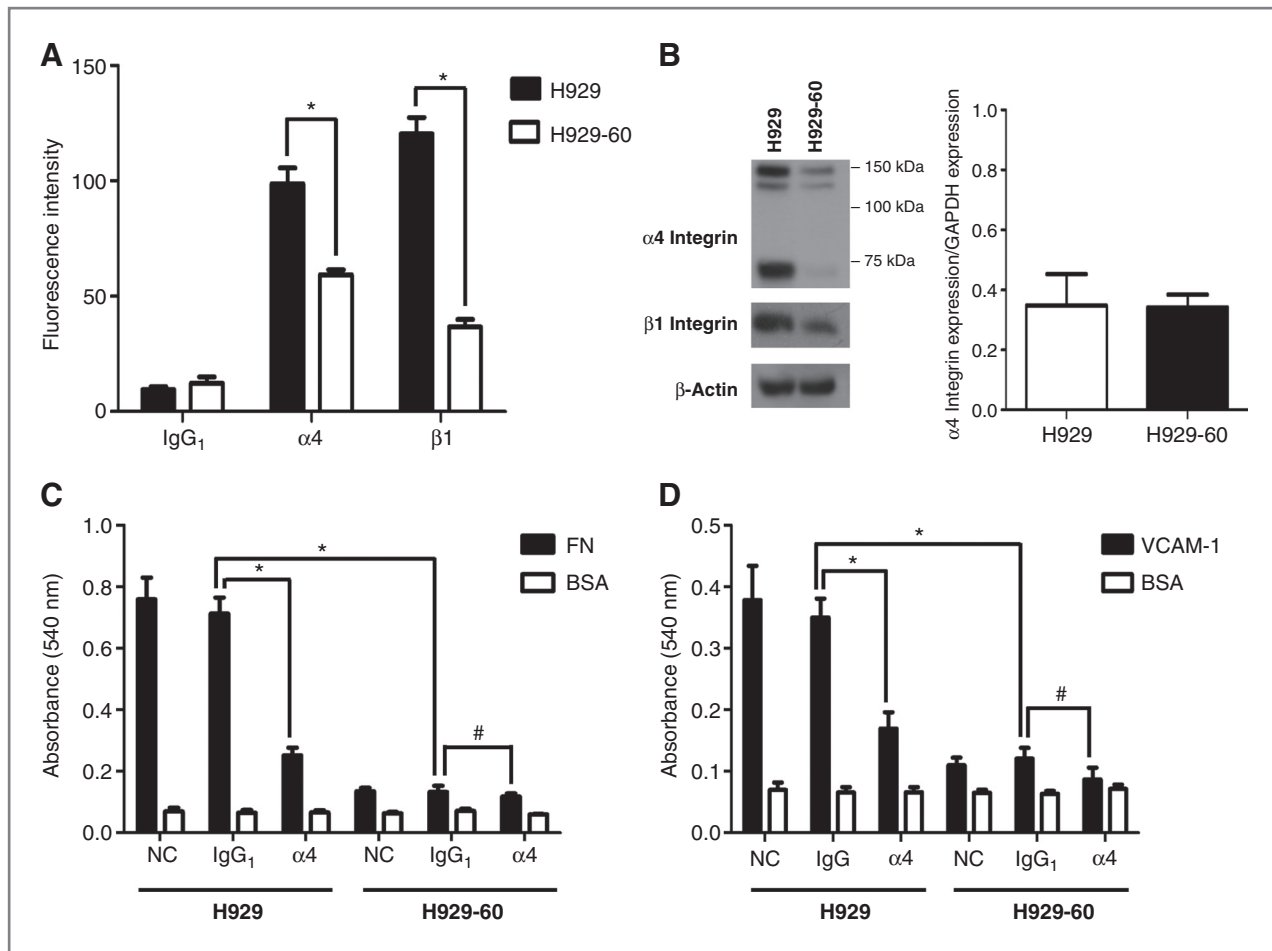 A
Fluorescence intensity
150
100
50
0
*
*
H929
H929-60
IgG1
α4
β1
B
H929
H929-60
α4 Integrin
– 150 kDa
– 100 kDa
– 75 kDa
β1 Integrin
β-Actin
α4 Integrin expression/GAPDH expression
1.0
0.8
0.6
0.4
0.2
0.0
H929
H929-60
C
Absorbance (540 nm)
1.0
0.8
0.6
0.4
0.2
0.0
*
*
#
FN
BSA
NC IgG1 α4 NC IgG1 α4
H929 H929-60
D
Absorbance (540 nm)
0.5
0.4
0.3
0.2
0.1
0.0
*
*
#
VCAM-1
BSA
NC IgG α4 NC IgG1 α4
H929 H929-60